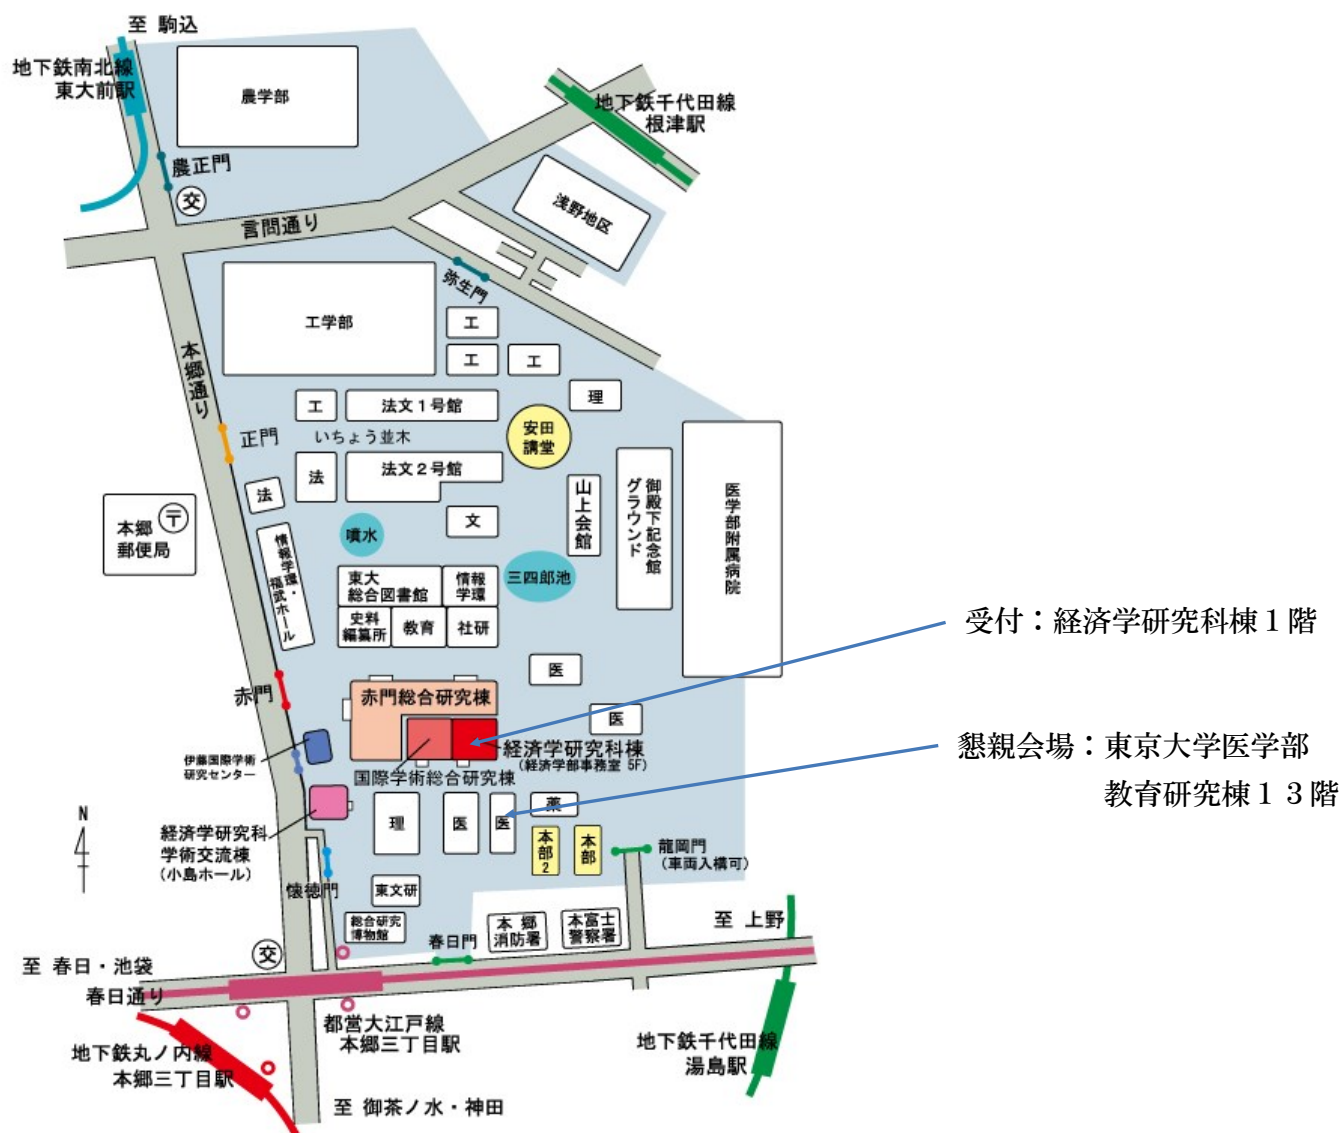 至 駒込
地下鉄南北線
東大前駅
農学部
地下鉄千代田線
根津駅
農正門
交
浅野地区
言問通り
弥生門
工学部
工
工
工
理
本郷通り
工
法文１号館
安田
講堂
正門
いちょう並木
法
法文２号館
法
山上会館
御殿下記念館
グラウンド
医学部附属病院
本郷
郵便局
〒
文
噴水
情報学環・
福武ホール
東大
総合図書館
情報
学環
三四郎池
史料
編纂所
教育
社研
受付：経済学研究科棟１階
医
赤門
赤門総合研究棟
医
経済学研究科棟
(経済学部事務室 5F)
伊藤国際学術
研究センター
国際学術総合研究棟
懇親会場：東京大学医学部
教育研究棟１３階
N
経済学研究科
学術交流棟
(小島ホール)
理
医
医
薬
本部2
本部
龍岡門
(車両入構可)
懐徳門
東文研
総合研究
博物館
春日門
本 郷
消防署
本富士
警察署
至 上野
交
至 春日・池袋
春日通り
都営大江戸線
本郷三丁目駅
地下鉄丸ノ内線
本郷三丁目駅
地下鉄千代田線
湯島駅
至 御茶ノ水・神田